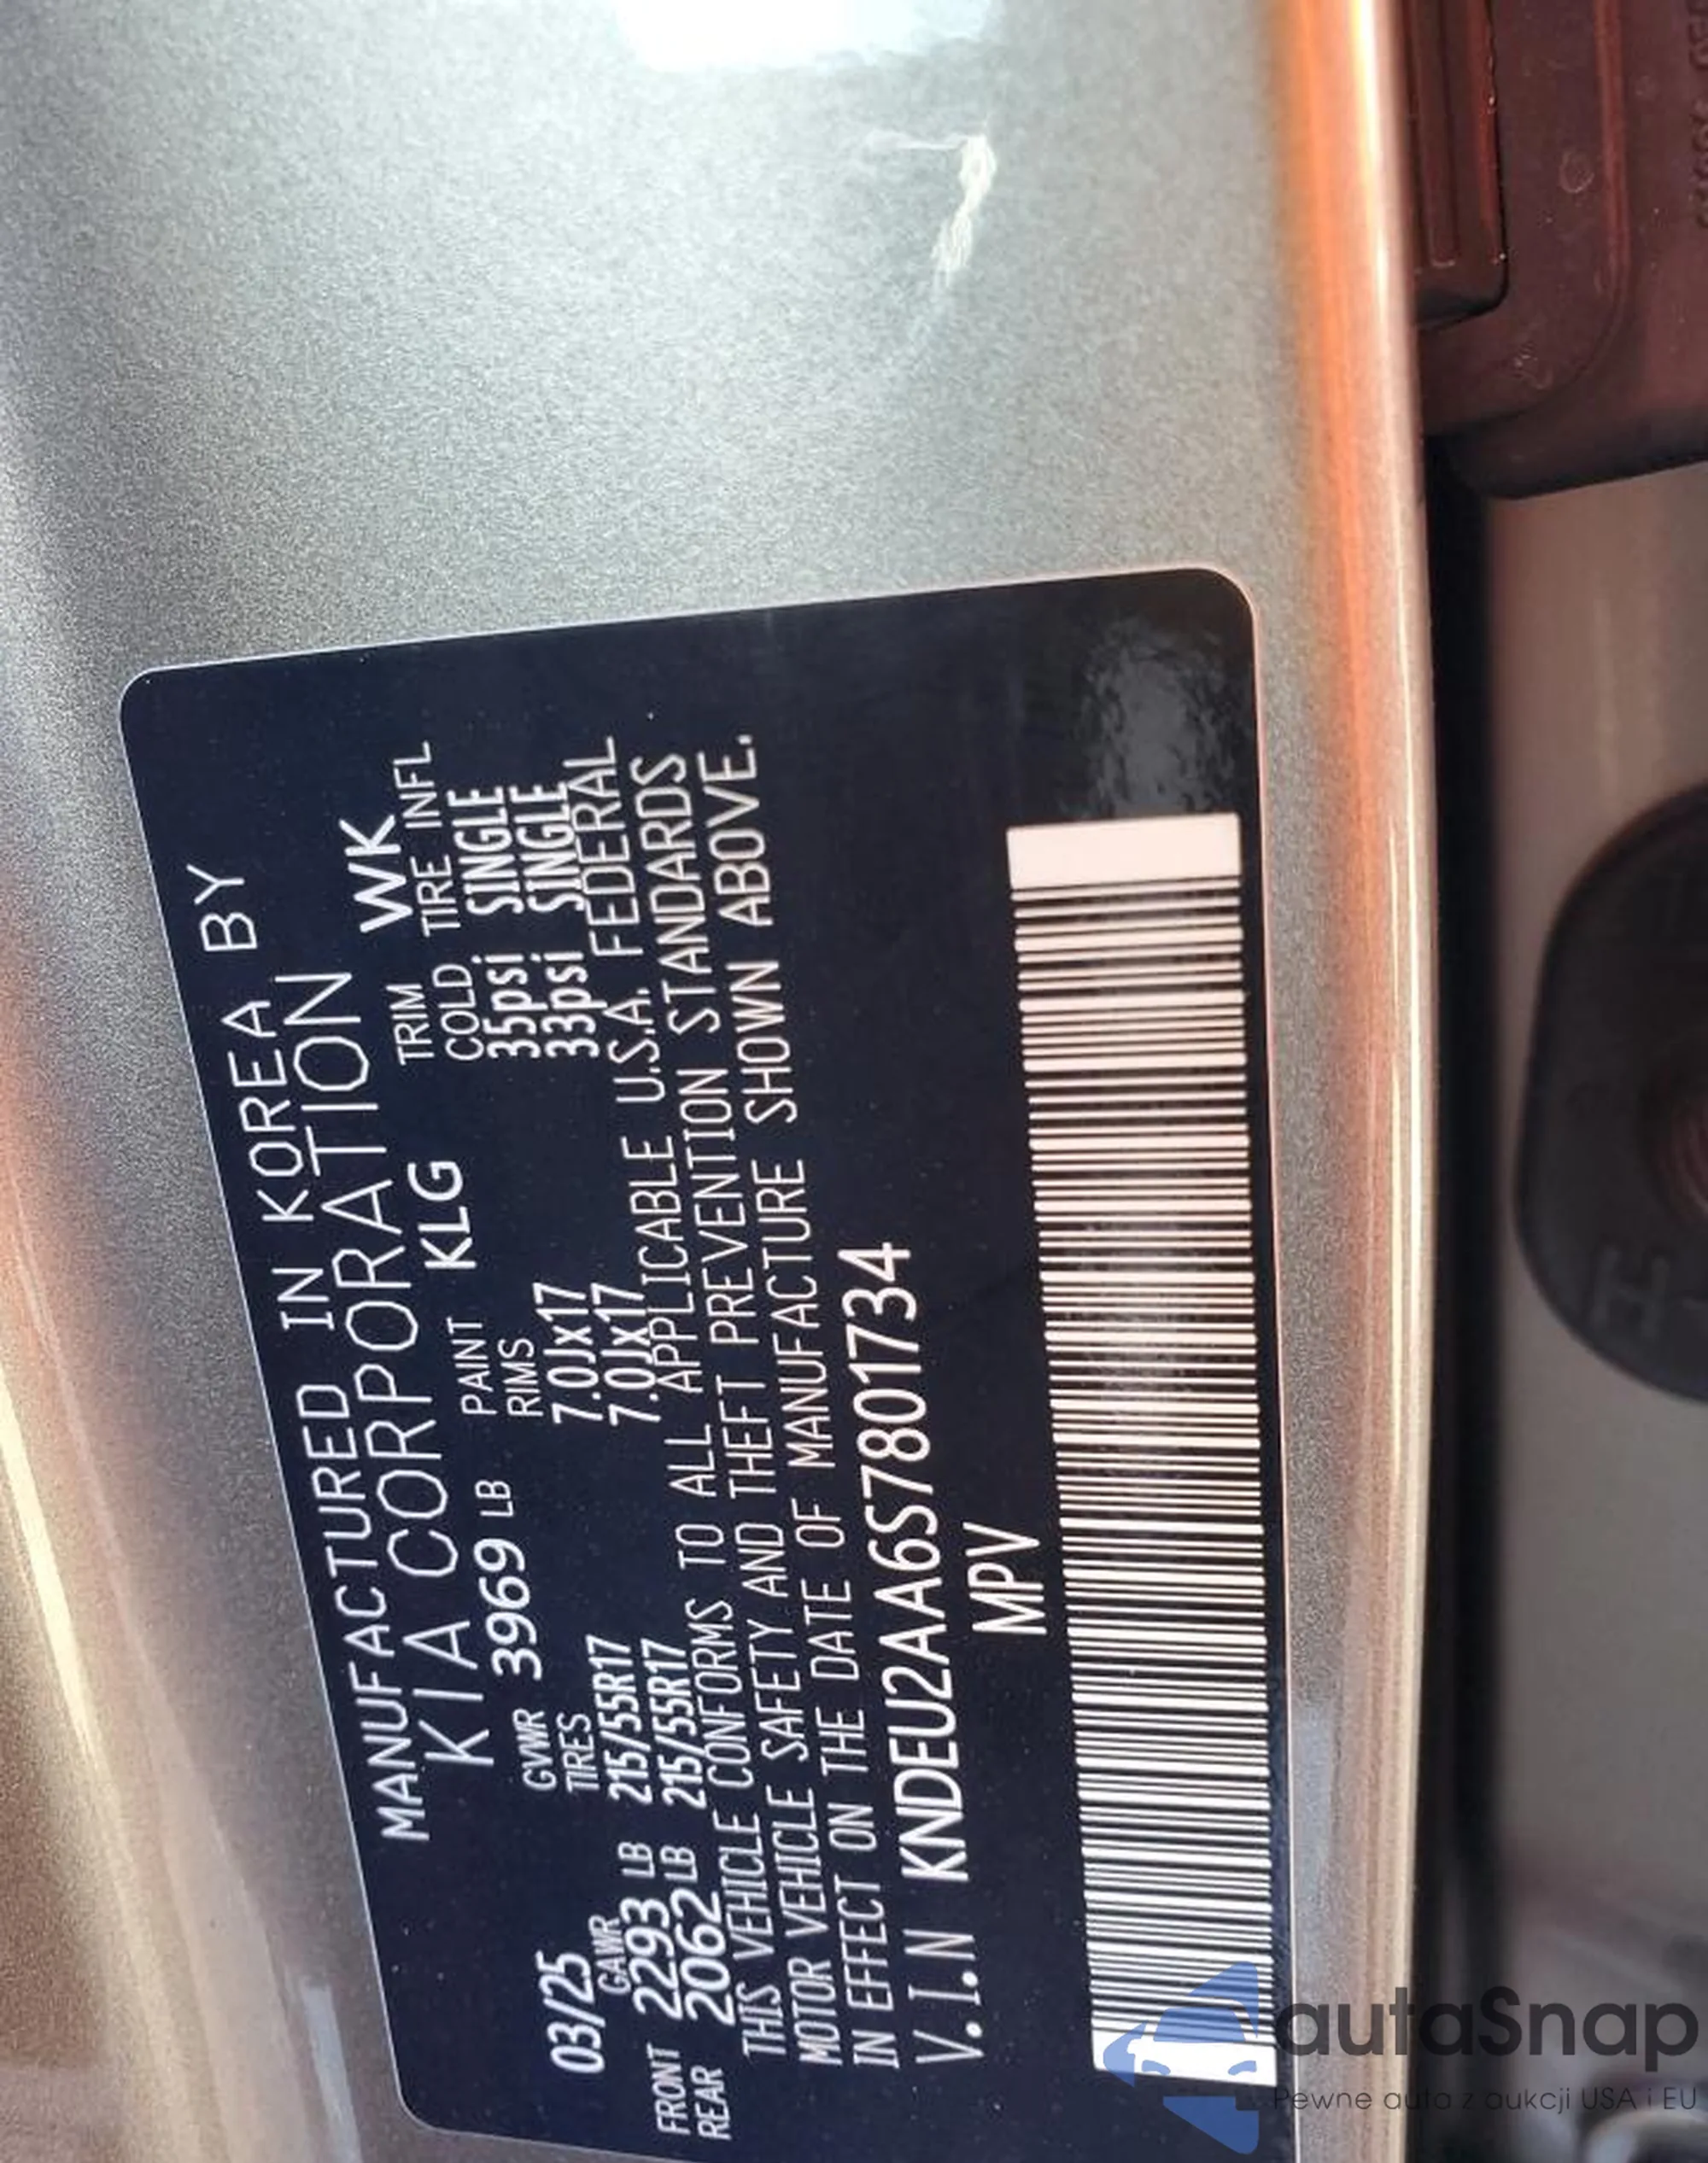 MANUFACTURED IN KOREA BY
KIA CORPORATION
03/25 GVWR 3969 LB PAINT KLG TRIM WK
GAWR TIRES RIMS COLD TIRE INFL
FRONT 2293 LB 215/55R17 7.0Jx17 35psi SINGLE
REAR 2062 LB 215/55R17 7.0Jx17 33psi SINGLE
THIS VEHICLE CONFORMS TO ALL APPLICABLE U.S.A. FEDERAL
MOTOR VEHICLE SAFETY AND THEFT PREVENTION STANDARDS
IN EFFECT ON THE DATE OF MANUFACTURE SHOWN ABOVE.
V.I.N KNDEU2AA6S7801734
MPV
autaSnap
Pewne auta z aukcji USA i EU